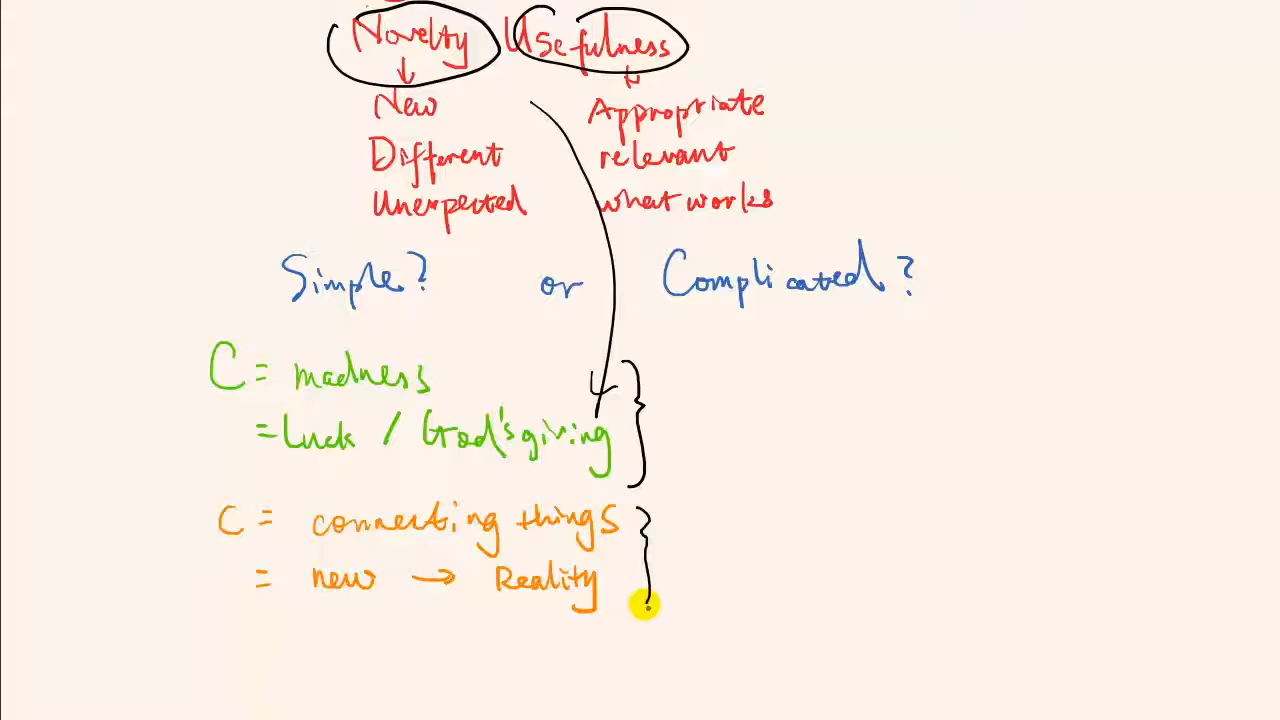 Novelty Usefulness
↓ ↓
New Appropriate
Different relevant
Unexpected what works
Simple? or Complicated?
C = madness
= Luck / God's giving
C = connecting things
= new → Reality